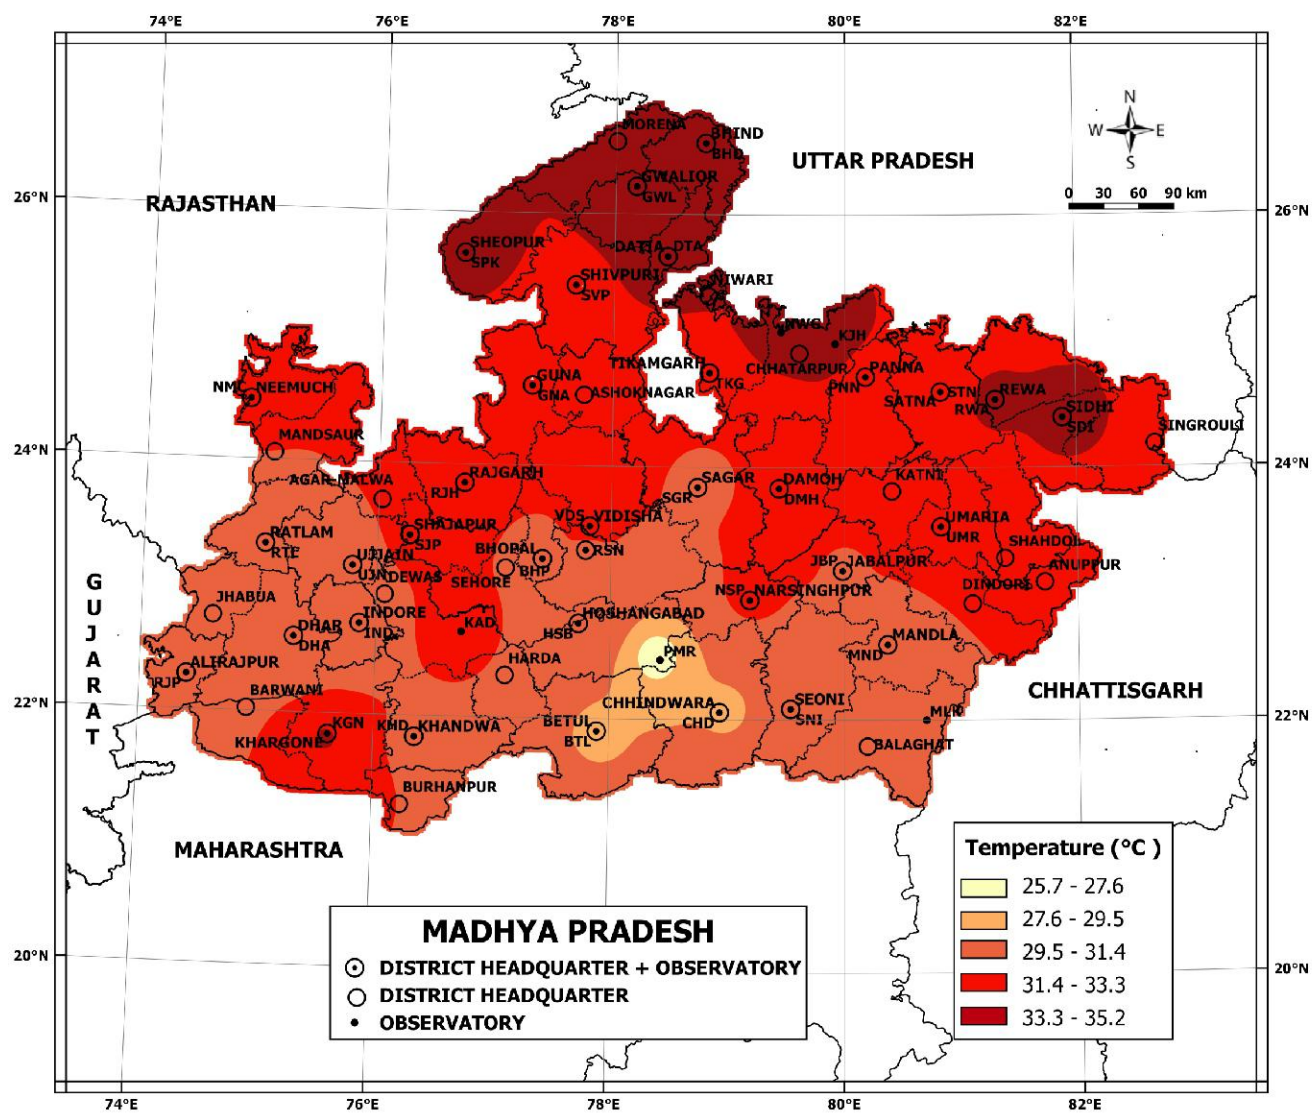 74°E 76°E 78°E 80°E 82°E
N
W E
S
0 30 60 90 km
MORENA
BHIND
BHD
UTTAR PRADESH
GWALIOR
GWL
26°N
26°N
RAJASTHAN
SHEOPUR
SPK
DATIA DTA
SHIVPURI
SVP
NIWARI
NWG
KJH
TIKAMGARH
TKG
CHHATARPUR
PANNA
PNN
NMC NEEMUCH
GUNA
GNA
ASHOKNAGAR
SATNA
STN
REWA
RWA
SIDHI
SDI
SINGROULI
MANDSAUR
24°N
24°N
AGAR-MALWA
RAJGARH
RJH
SAGAR
SGR
DAMOH
DMH
KATNI
RATLAM
RTL
SHAJAPUR
SJP
VDS VIDISHA
UMARIA
UMR
SHAHDOL
UJJAIN
UJN
BHOPAL
BHP
RSN
JBP JABALPUR
ANUPPUR
DEWAS
SEHORE
DINDORI
NSP NARSINGHPUR
GUJARAT
JHABUA
INDORE
IND
DHAR
DHA
KAD
HOSHANGABAD
HSB
MANDLA
MND
ALIRAJPUR
RJP
HARDA
PMR
BARWANI
CHHATTISGARH
22°N
22°N
KGN
KHARGONE
KHD KHANDWA
BETUL
BTL
CHHINDWARA
CHD
SEONI
SNI
MLK
BALAGHAT
BURHANPUR
MAHARASHTRA
Temperature (°C )
25.7 - 27.6
27.6 - 29.5
29.5 - 31.4
31.4 - 33.3
33.3 - 35.2
MADHYA PRADESH
DISTRICT HEADQUARTER + OBSERVATORY
DISTRICT HEADQUARTER
OBSERVATORY
20°N
20°N
74°E 76°E 78°E 80°E 82°E